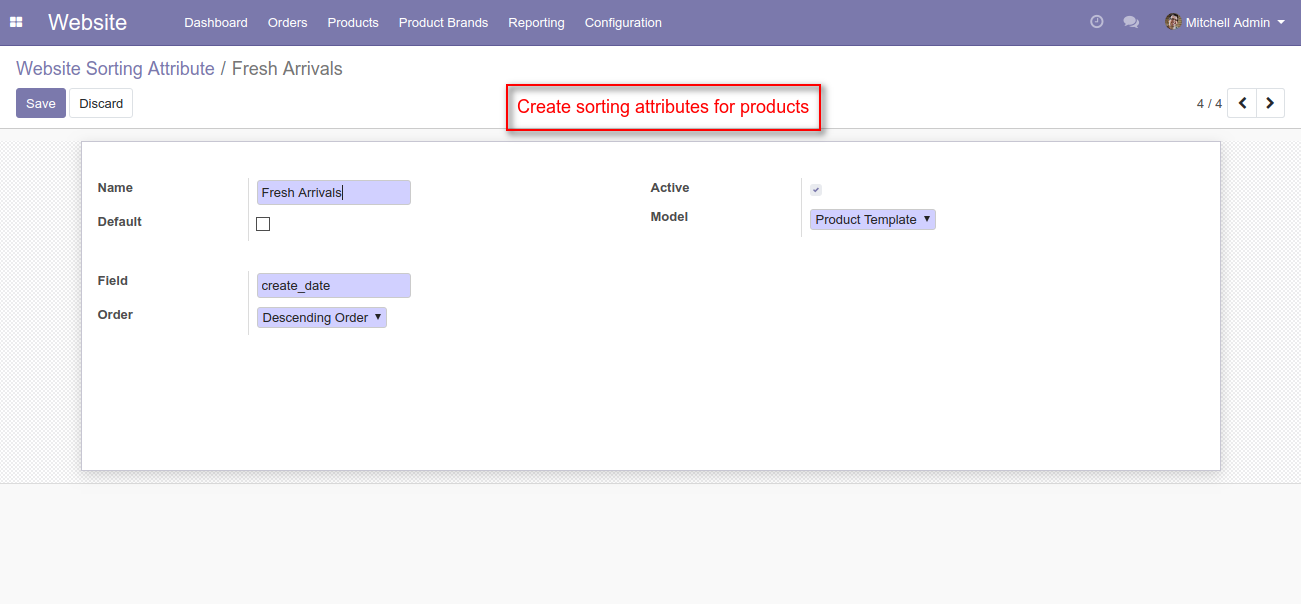 Website Dashboard Orders Products Product Brands Reporting Configuration Mitchell Admin
Website Sorting Attribute / Fresh Arrivals
Save Discard
Create sorting attributes for products
4 / 4
Name Fresh Arrivals
Active
Default
Model Product Template
Field create_date
Order Descending Order